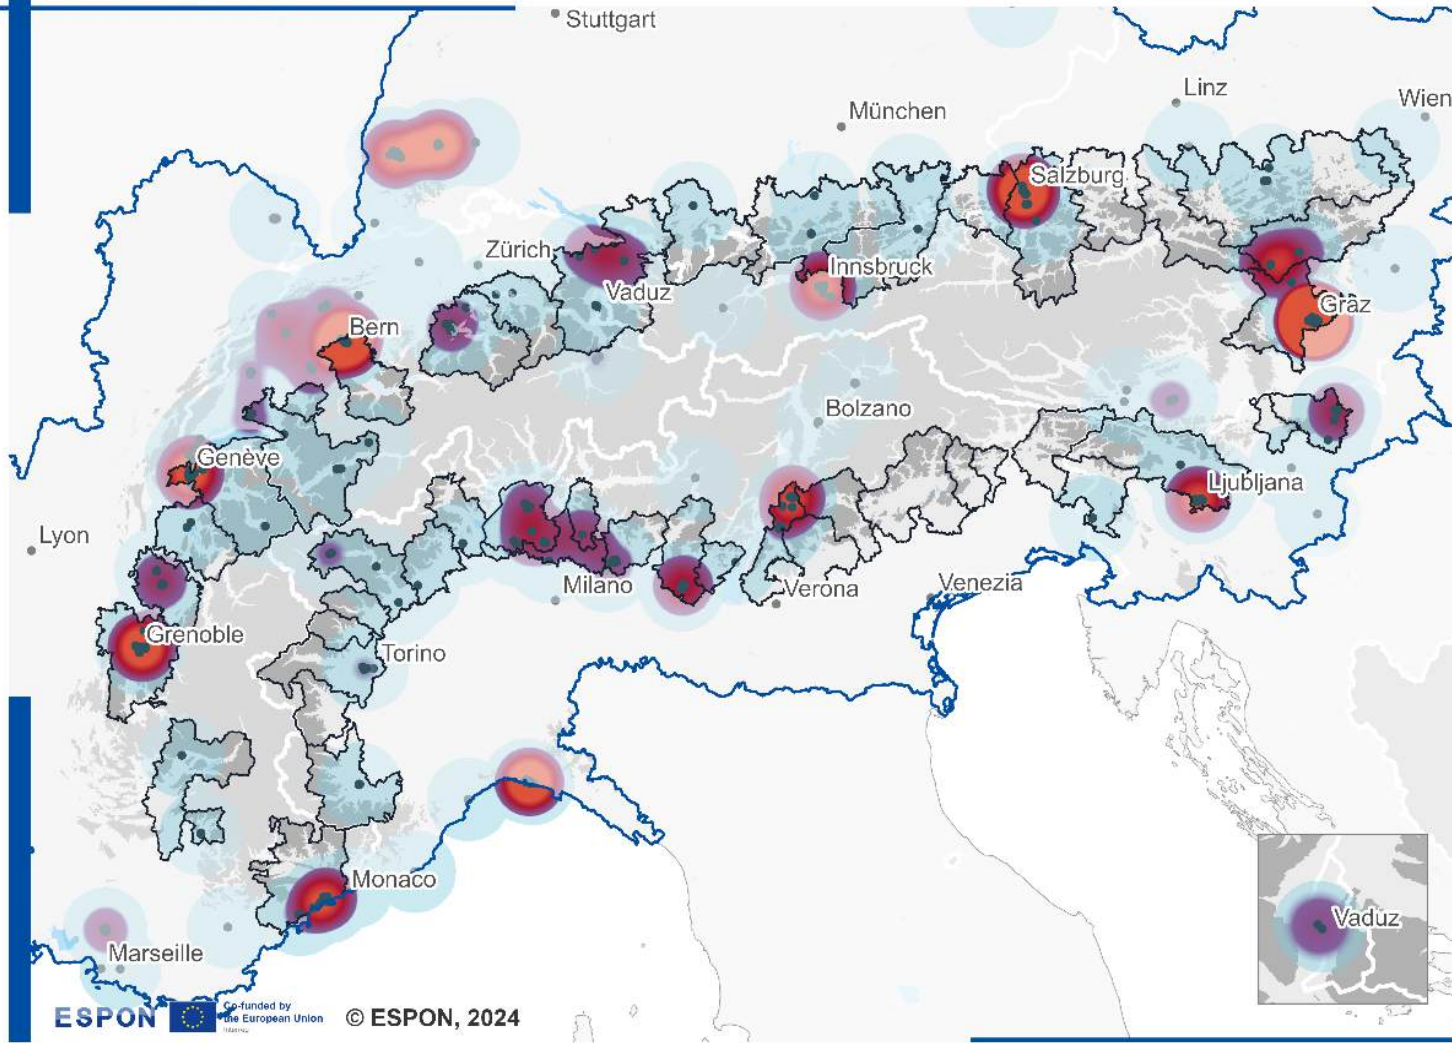 Stuttgart
Linz
Wien
München
Salzburg
Zürich
Innsbruck
Vaduz
Graz
Bern
Bolzano
Genève
Ljubljana
Lyon
Milano
Verona
Venezia
Grenoble
Torino
Monaco
Vaduz
Marseille
ESPON
Co-funded by
the European Union
Interreg
© ESPON, 2024